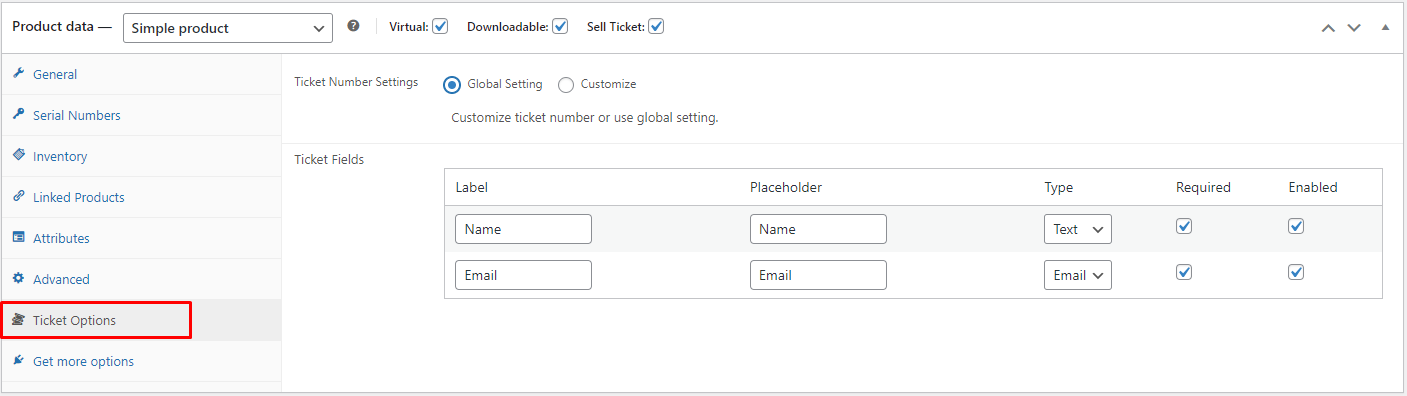 Product data — Simple product Virtual: Downloadable: Sell Ticket:
General
Serial Numbers
Inventory
Linked Products
Attributes
Advanced
Ticket Options
Get more options
Ticket Number Settings Global Setting Customize
Customize ticket number or use global setting.
Ticket Fields
Label Placeholder Type Required Enabled
Name Name Text
Email Email Email